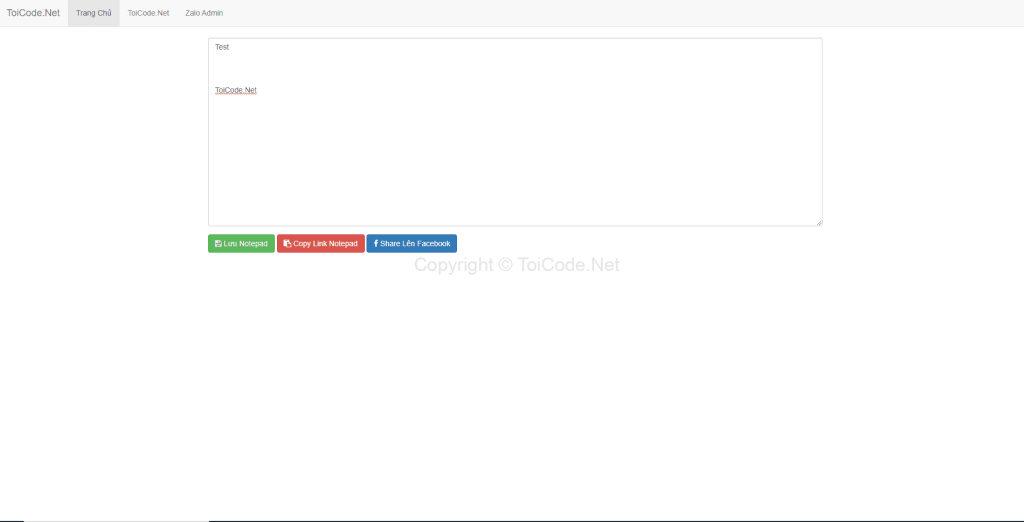 ToiCode.Net Trang Chủ ToiCode.Net Zalo Admin
Test
ToiCode.Net
Lưu Notepad Copy Link Notepad Share Lên Facebook
Copyright © ToiCode.Net